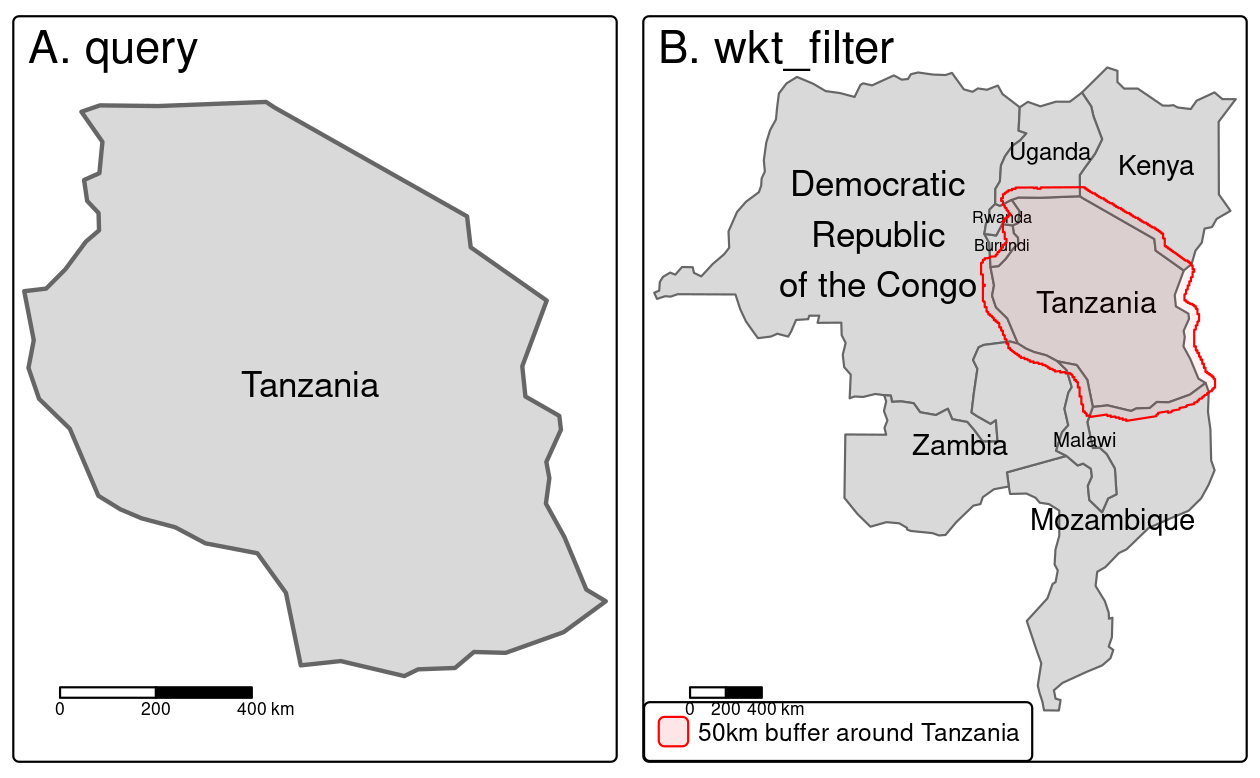 A. query
Tanzania
0 200 400 km
B. wkt_filter
Uganda
Kenya
Democratic
Republic
of the Congo
Rwanda
Burundi
Tanzania
Zambia
Malawi
Mozambique
0 200 400 km
50km buffer around Tanzania